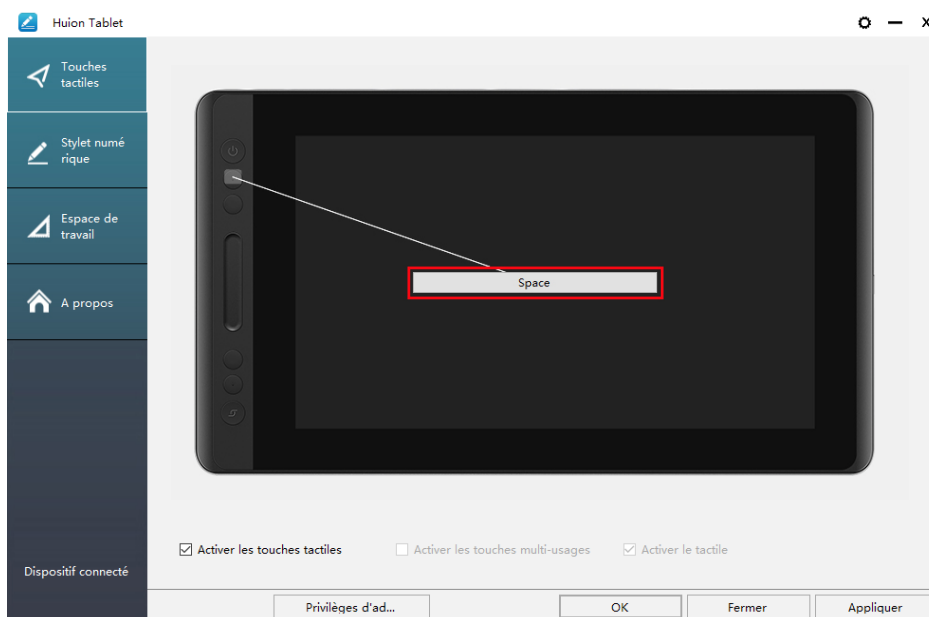 Huion Tablet
Touches
tactiles
Stylet numé
rique
Espace de
travail
A propos
Dispositif connecté
Space
Activer les touches tactiles
Activer les touches multi-usages
Activer le tactile
Privilèges d'ad...
OK
Fermer
Appliquer